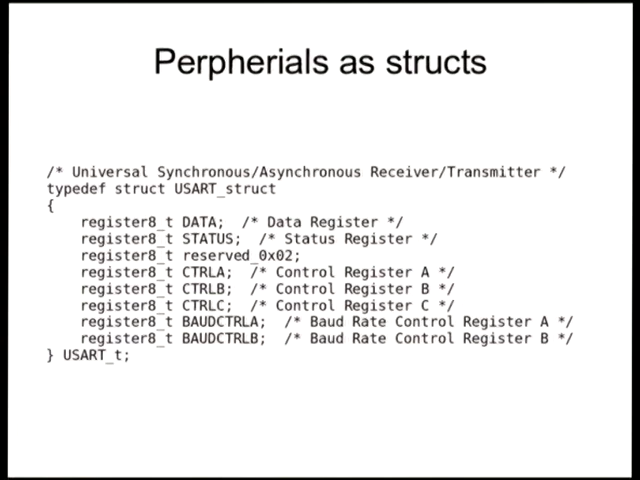 Perpherials as structs
/* Universal Synchronous/Asynchronous Receiver/Transmitter */
typedef struct USART_struct
{
    register8_t DATA;  /* Data Register */
    register8_t STATUS;  /* Status Register */
    register8_t reserved_0x02;
    register8_t CTRLA;  /* Control Register A */
    register8_t CTRLB;  /* Control Register B */
    register8_t CTRLC;  /* Control Register C */
    register8_t BAUDCTRLA;  /* Baud Rate Control Register A */
    register8_t BAUDCTRLB;  /* Baud Rate Control Register B */
} USART_t;